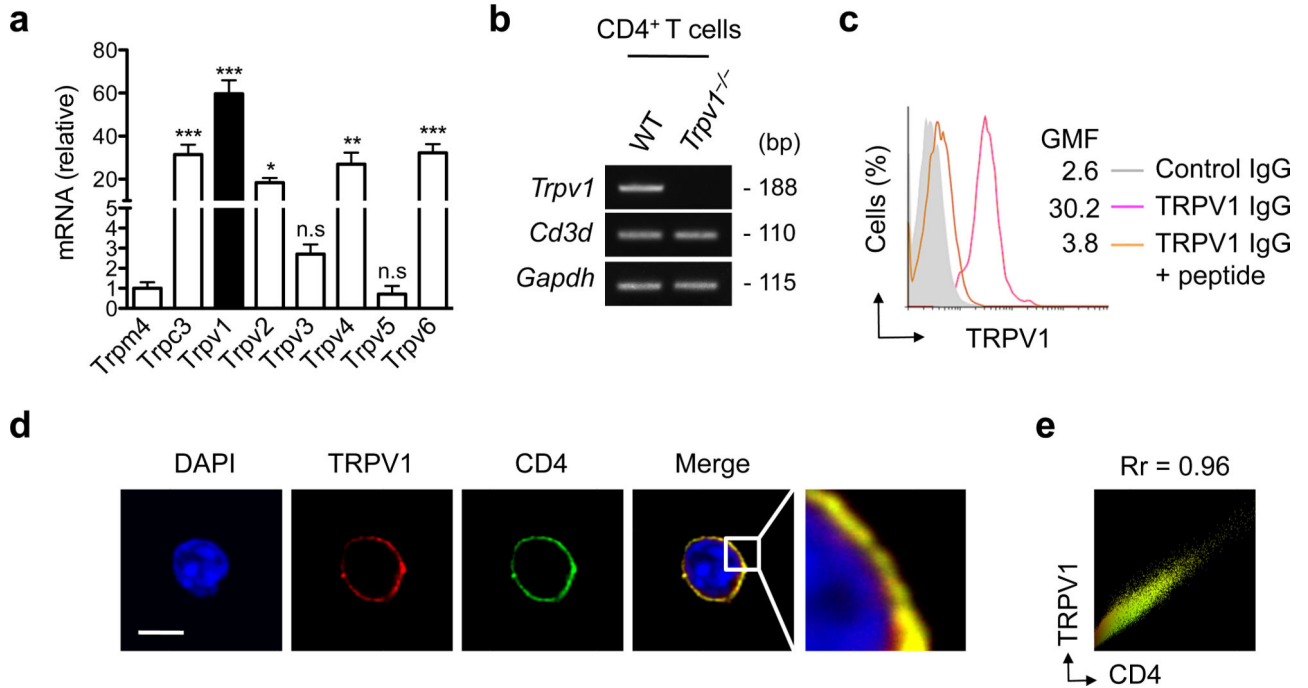 a
mRNA (relative)
80
60
40
20
5
4
3
2
1
0
***
***
*
n.s
**
n.s
***
Trpm4
Trpc3
Trpv1
Trpv2
Trpv3
Trpv4
Trpv5
Trpv6
b
CD4⁺ T cells
WT
Trpv1⁻/⁻
(bp)
Trpv1 - 188
Cd3d - 110
Gapdh - 115
c
Cells (%)
TRPV1
GMF
2.6 Control IgG
30.2 TRPV1 IgG
3.8 TRPV1 IgG
+ peptide
d
DAPI TRPV1 CD4 Merge
e
Rr = 0.96
TRPV1
CD4